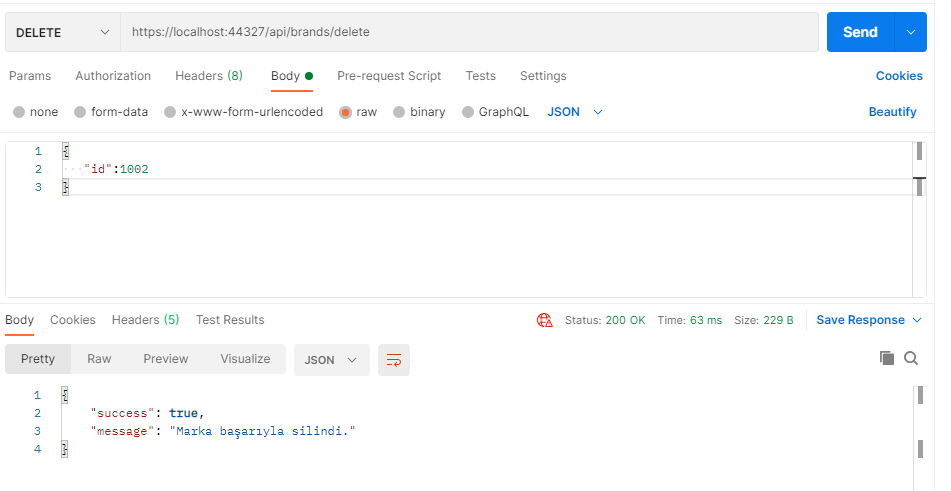 DELETE https://localhost:44327/api/brands/delete Send
Params Authorization Headers (8) Body Pre-request Script Tests Settings Cookies
none form-data x-www-form-urlencoded raw binary GraphQL JSON Beautify
1 {
2 "id":1002
3 }
Body Cookies Headers (5) Test Results Status: 200 OK Time: 63 ms Size: 229 B Save Response
Pretty Raw Preview Visualize JSON
1 {
2 "success": true,
3 "message": "Marka başarıyla silindi."
4 }